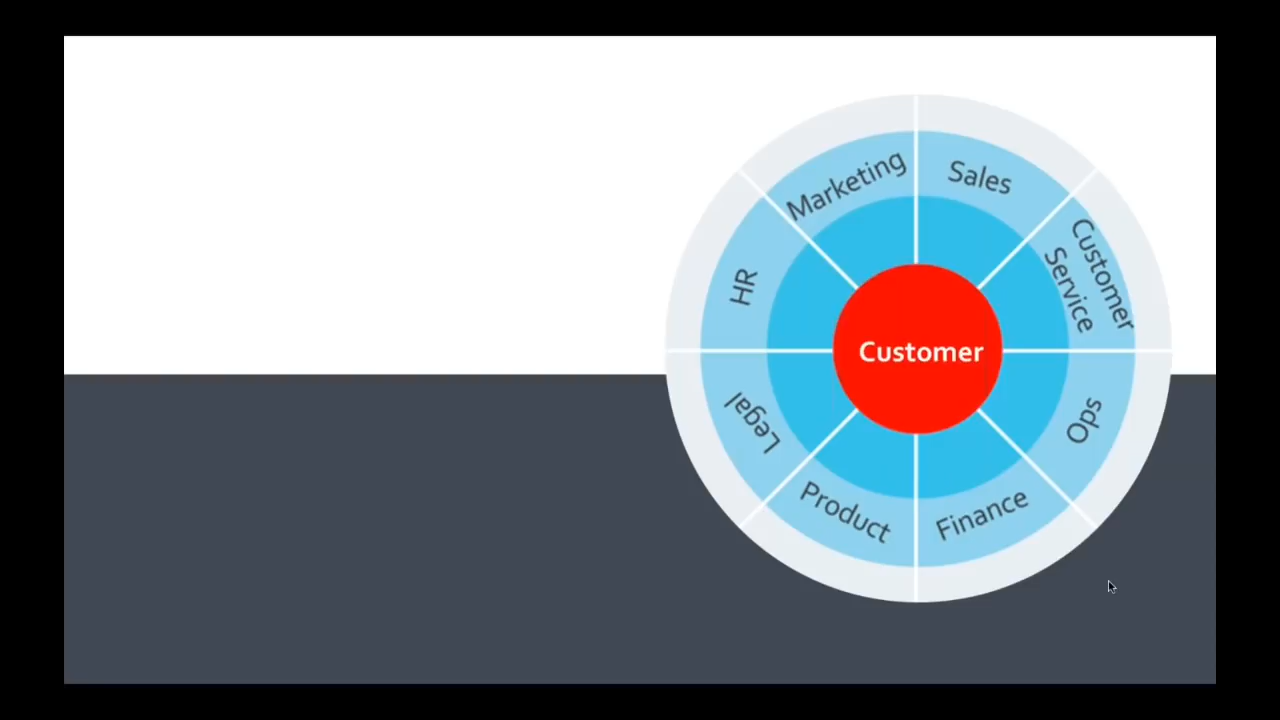 Marketing
Sales
Customer
Service
HR
Customer
Legal
Ops
Product
Finance